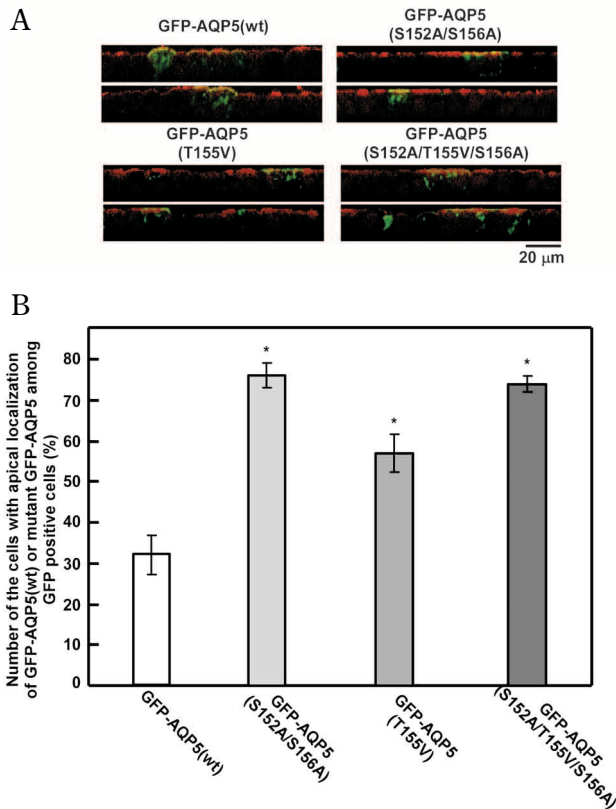 A
GFP-AQP5(wt)
GFP-AQP5
(S152A/S156A)
GFP-AQP5
(T155V)
GFP-AQP5
(S152A/T155V/S156A)
20 μm
B
Number of the cells with apical localization
of GFP-AQP5(wt) or mutant GFP-AQP5 among
GFP positive cells (%)
80
70
60
50
40
30
20
10
0
*
*
*
GFP-AQP5(wt)
GFP-AQP5
(S152A/S156A)
GFP-AQP5
(T155V)
GFP-AQP5
(S152A/T155V/S156A)